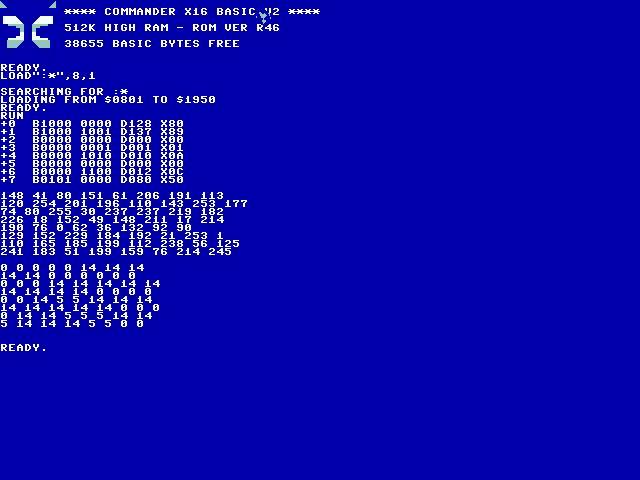 **** COMMANDER X16 BASIC V2 ****
512K HIGH RAM - ROM VER R46
38655 BASIC BYTES FREE
READY.
LOAD":*",8,1
SEARCHING FOR :*
LOADING FROM $0801 TO $1950
READY.
RUN
+0  B1000 0000 D128 X80
+1  B1000 1001 D137 X89
+2  B0000 0000 D000 X00
+3  B0000 0001 D001 X01
+4  B0000 1010 D010 X0A
+5  B0000 0000 D000 X00
+6  B0000 1100 D012 X0C
+7  B0101 0000 D080 X50
148 41 80 151 61 206 191 113
120 254 201 196 110 143 253 177
74 80 255 30 237 237 219 182
226 18 152 49 148 211 17 214
190 76 0 62 36 132 92 90
129 152 229 184 192 21 253 1
110 165 185 199 112 238 56 125
241 183 51 199 159 76 214 245
0 0 0 0 0 14 14 14
14 14 0 0 0 0 0 0
0 0 0 14 14 14 14 14
14 14 14 14 0 0 0 0
0 0 14 5 5 14 14 14
14 14 14 14 14 0 0 0
0 14 14 5 5 5 14 14
5 14 14 14 5 5 0 0
READY.